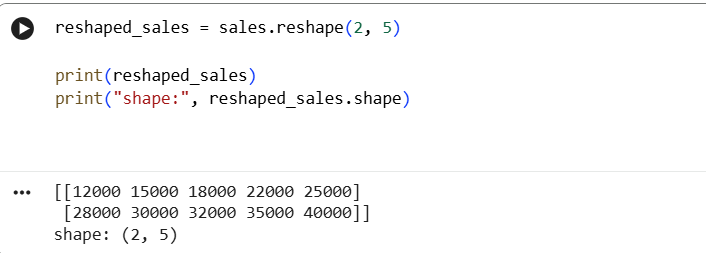 reshaped_sales = sales.reshape(2, 5)
print(reshaped_sales)
print("shape:", reshaped_sales.shape)
[[12000 15000 18000 22000 25000]
[28000 30000 32000 35000 40000]]
shape: (2, 5)